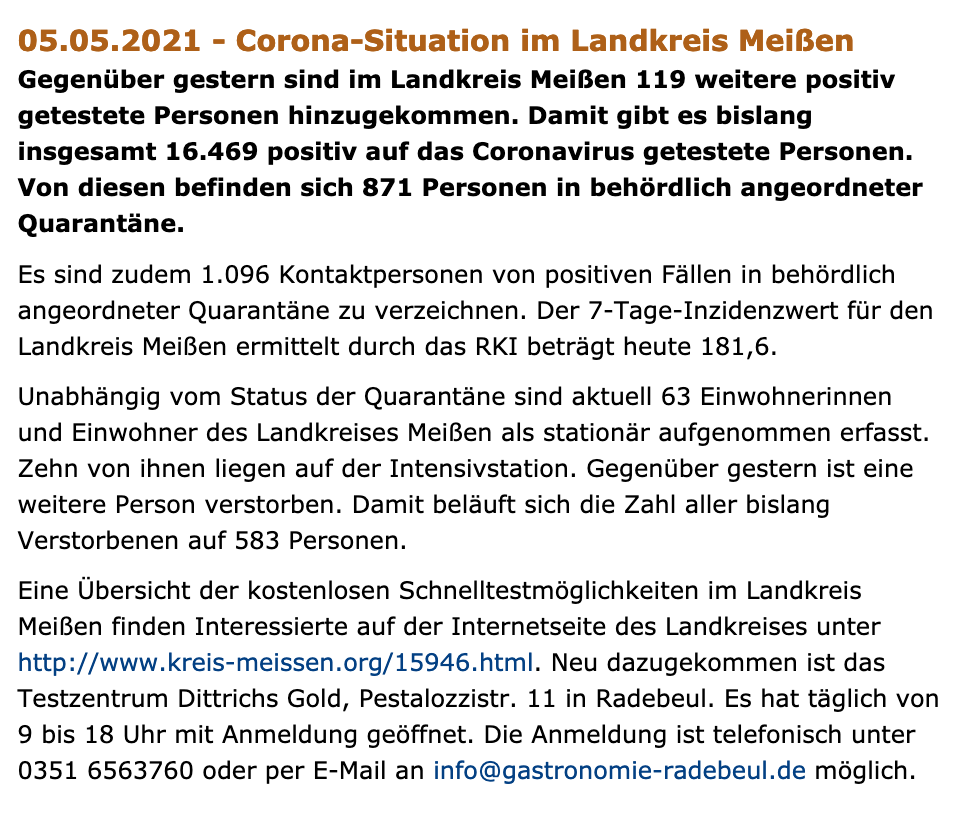 05.05.2021 - Corona-Situation im Landkreis Meißen
Gegenüber gestern sind im Landkreis Meißen 119 weitere positiv
getestete Personen hinzugekommen. Damit gibt es bislang
insgesamt 16.469 positiv auf das Coronavirus getestete Personen.
Von diesen befinden sich 871 Personen in behördlich angeordneter
Quarantäne.
Es sind zudem 1.096 Kontaktpersonen von positiven Fällen in behördlich
angeordneter Quarantäne zu verzeichnen. Der 7-Tage-Inzidenzwert für den
Landkreis Meißen ermittelt durch das RKI beträgt heute 181,6.
Unabhängig vom Status der Quarantäne sind aktuell 63 Einwohnerinnen
und Einwohner des Landkreises Meißen als stationär aufgenommen erfasst.
Zehn von ihnen liegen auf der Intensivstation. Gegenüber gestern ist eine
weitere Person verstorben. Damit beläuft sich die Zahl aller bislang
Verstorbenen auf 583 Personen.
Eine Übersicht der kostenlosen Schnelltestmöglichkeiten im Landkreis
Meißen finden Interessierte auf der Internetseite des Landkreises unter
http://www.kreis-meissen.org/15946.html. Neu dazugekommen ist das
Testzentrum Dittrichs Gold, Pestalozzistr. 11 in Radebeul. Es hat täglich von
9 bis 18 Uhr mit Anmeldung geöffnet. Die Anmeldung ist telefonisch unter
0351 6563760 oder per E-Mail an info@gastronomie-radebeul.de möglich.